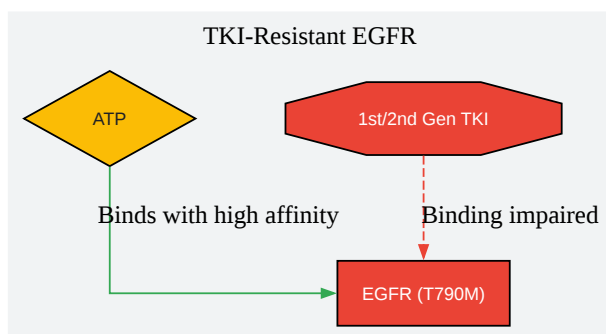 TKI-Resistant EGFR
ATP
1st/2nd Gen TKI
Binds with high affinity
Binding impaired
EGFR (T790M)